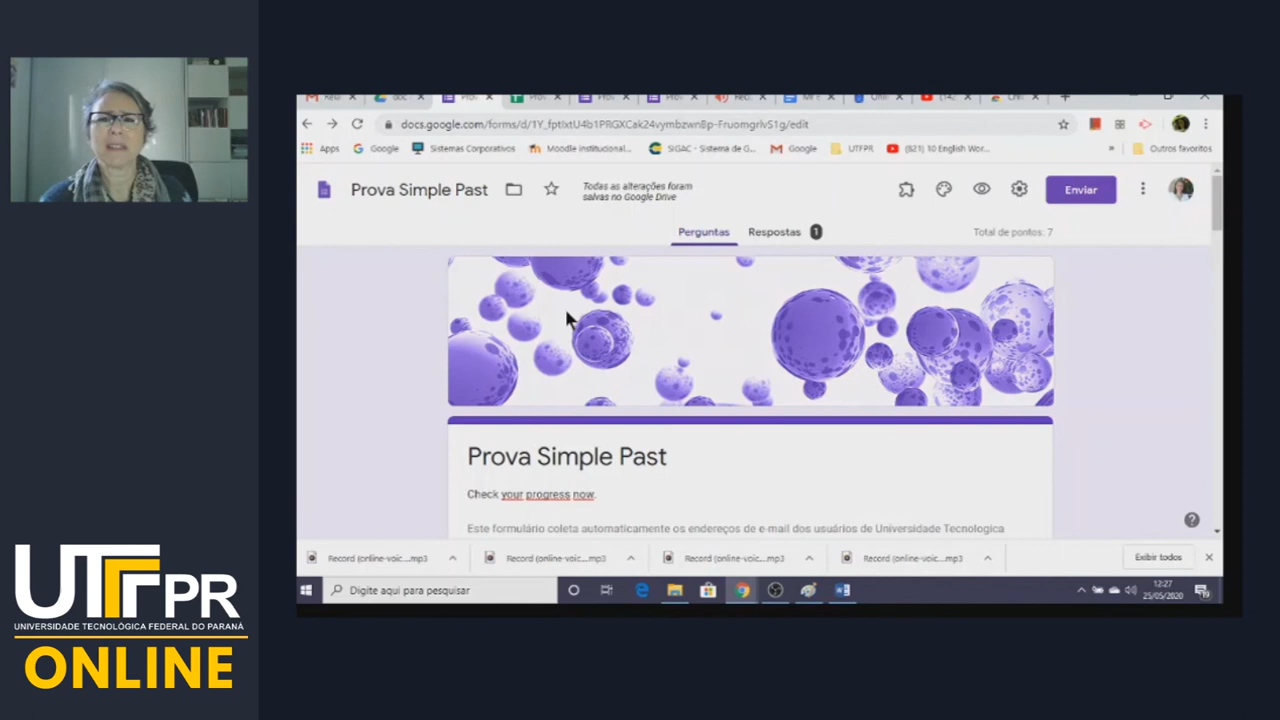 docs.google.com/forms/d/1Y_fptIxtU4b1PRGXCak24vymbzwnBp-FruomgrIvS1g/edit
Apps
Google
Sistemas Corporativos
Moodle institucional...
SIGAC - Sistema de G...
Google
UTFPR
(821) 10 English Wor...
»
Outros favoritos
Prova Simple Past
Todas as alterações foram
salvas no Google Drive
Enviar
Perguntas
Respostas 1
Total de pontos: 7
Prova Simple Past
Check your progress now.
Este formulário coleta automaticamente os endereços de e-mail dos usuários de Universidade Tecnologica
Record (online-voic....mp3
Record (online-voic....mp3
Record (online-voic....mp3
Record (online-voic....mp3
Exibir todos
Digite aqui para pesquisar
12:27
25/05/2020
UTFPR
UNIVERSIDADE TECNOLÓGICA FEDERAL DO PARANÁ
ONLINE